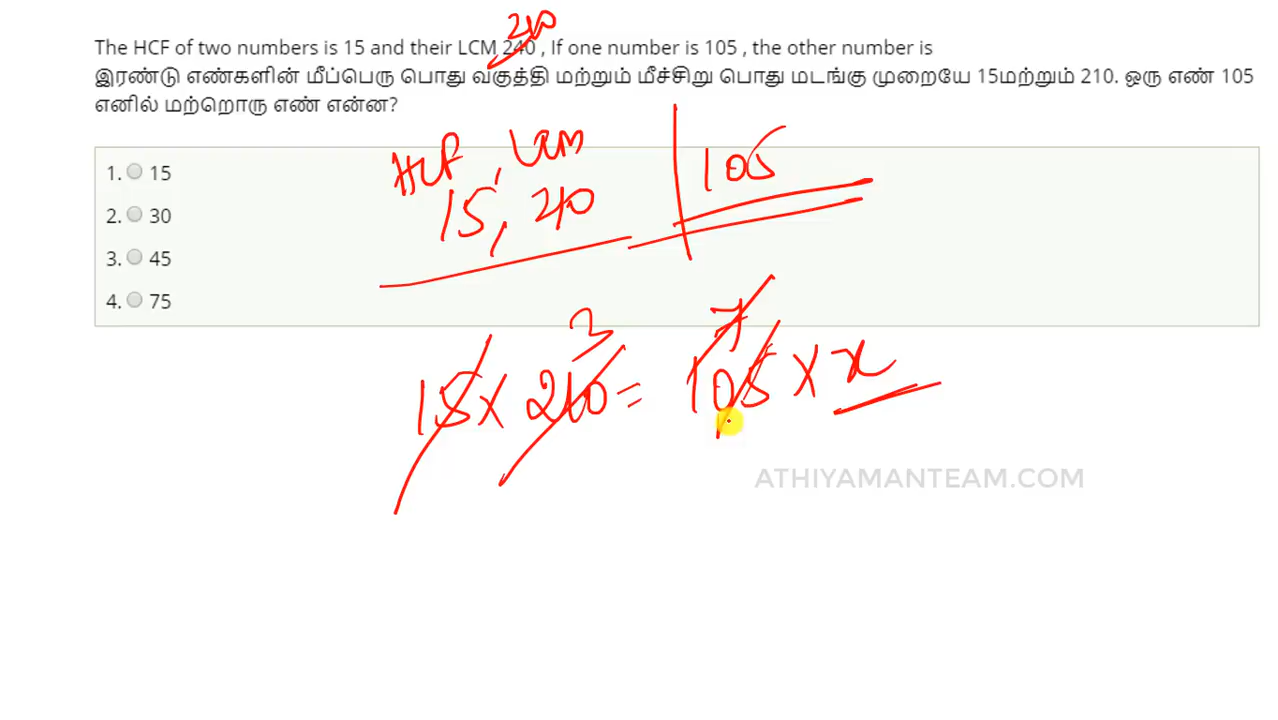 210
The HCF of two numbers is 15 and their LCM 240 , If one number is 105 , the other number is
இரண்டு எண்களின் மீப்பெரு பொது வகுத்தி மற்றும் மீச்சிறு பொது மடங்கு முறையே 15மற்றும் 210. ஒரு எண் 105
எனில் மற்றொரு எண் என்ன?
HCF , LCM
15, 210
105
1. 15
2. 30
3. 45
4. 75
2
7
15 × 210 = 105 × x
ATHIYAMANTEAM.COM